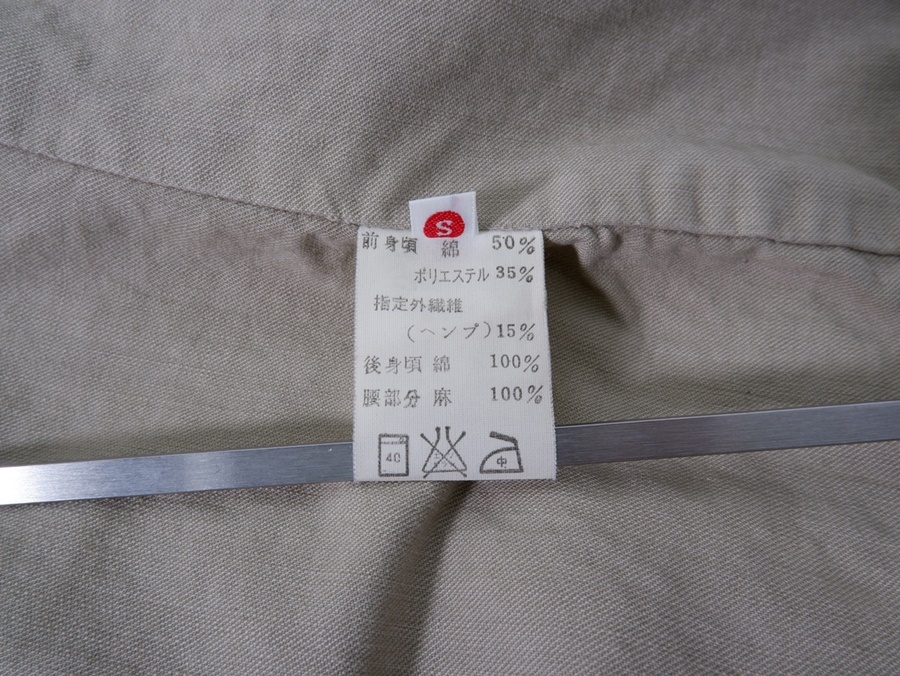 S
前身頃 綿 50%
ポリエステル 35%
指定外繊維
(ヘンプ)15%
後身頃 綿 100%
腰部分 麻 100%
40 中